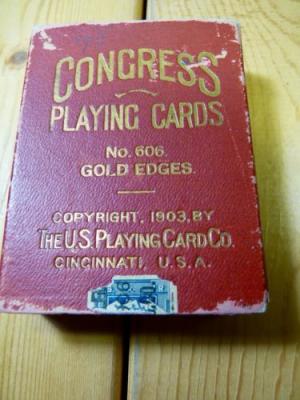 CONGRESS
PLAYING CARDS
No. 606.
GOLD EDGES.
COPYRIGHT, 1903, BY
THE U.S. PLAYING CARD CO.
CINCINNATI, U.S.A.